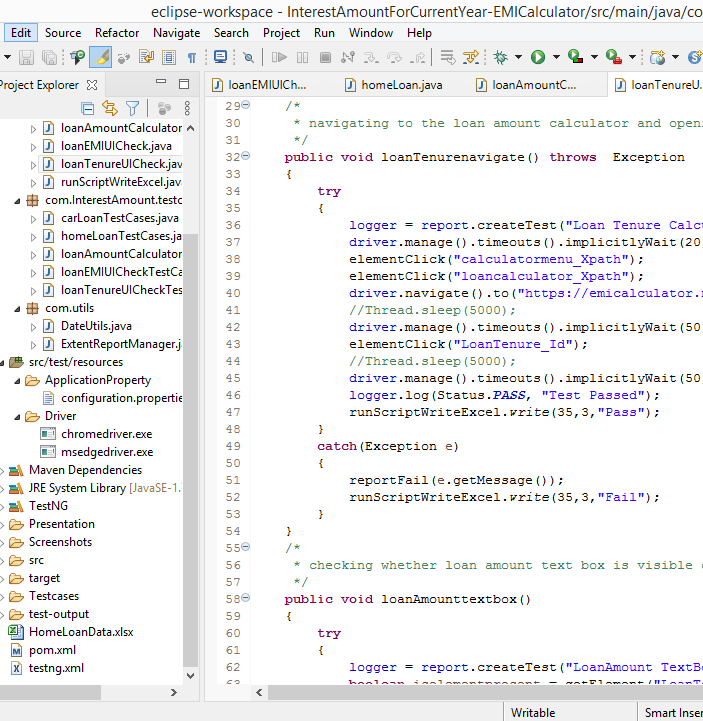 eclipse-workspace - InterestAmountForCurrentYear-EMICalculator/src/main/java/co
Edit Source Refactor Navigate Search Project Run Window Help
Project Explorer
loanEMIUICh... homeLoan.java loanAmountC... loanTenureU.
loanAmountCalculator
loanEMIUICheck.java
loanTenureUICheck.jav
runScriptWriteExcel.java
com.InterestAmount.testc
carLoanTestCases.java
homeLoanTestCases.ja
loanAmountCalculator
loanEMIUICheckTestCa
loanTenureUICheckTes
com.utils
DateUtils.java
ExtentReportManager.j
src/test/resources
ApplicationProperty
configuration.propertie
Driver
chromedriver.exe
msedgedriver.exe
Maven Dependencies
JRE System Library [JavaSE-1.
TestNG
Presentation
Screenshots
src
target
Testcases
test-output
HomeLoanData.xlsx
pom.xml
testng.xml
29 /*
30 * navigating to the loan amount calculator and openi
31 */
32 public void loanTenurenavigate() throws Exception
33 {
34 try
35 {
36 logger = report.createTest("Loan Tenure Calcu
37 driver.manage().timeouts().implicitlyWait(20,
38 elementClick("calculatormenu_Xpath");
39 elementClick("loancalculator_Xpath");
40 driver.navigate().to("https://emicalculator.n
41 //Thread.sleep(5000);
42 driver.manage().timeouts().implicitlyWait(50,
43 elementClick("LoanTenure_Id");
44 //Thread.sleep(5000);
45 driver.manage().timeouts().implicitlyWait(50,
46 logger.log(Status.PASS, "Test Passed");
47 runScriptWriteExcel.write(35,3,"Pass");
48 }
49 catch(Exception e)
50 {
51 reportFail(e.getMessage());
52 runScriptWriteExcel.write(35,3,"Fail");
53 }
54 }
55 /*
56 * checking whether loan amount text box is visible o
57 */
58 public void loanAmounttextbox()
59 {
60 try
61 {
62 logger = report.createTest("LoanAmount TextBo
63 boolean iselementpresent = getElement("LoanTe
Writable Smart Inser